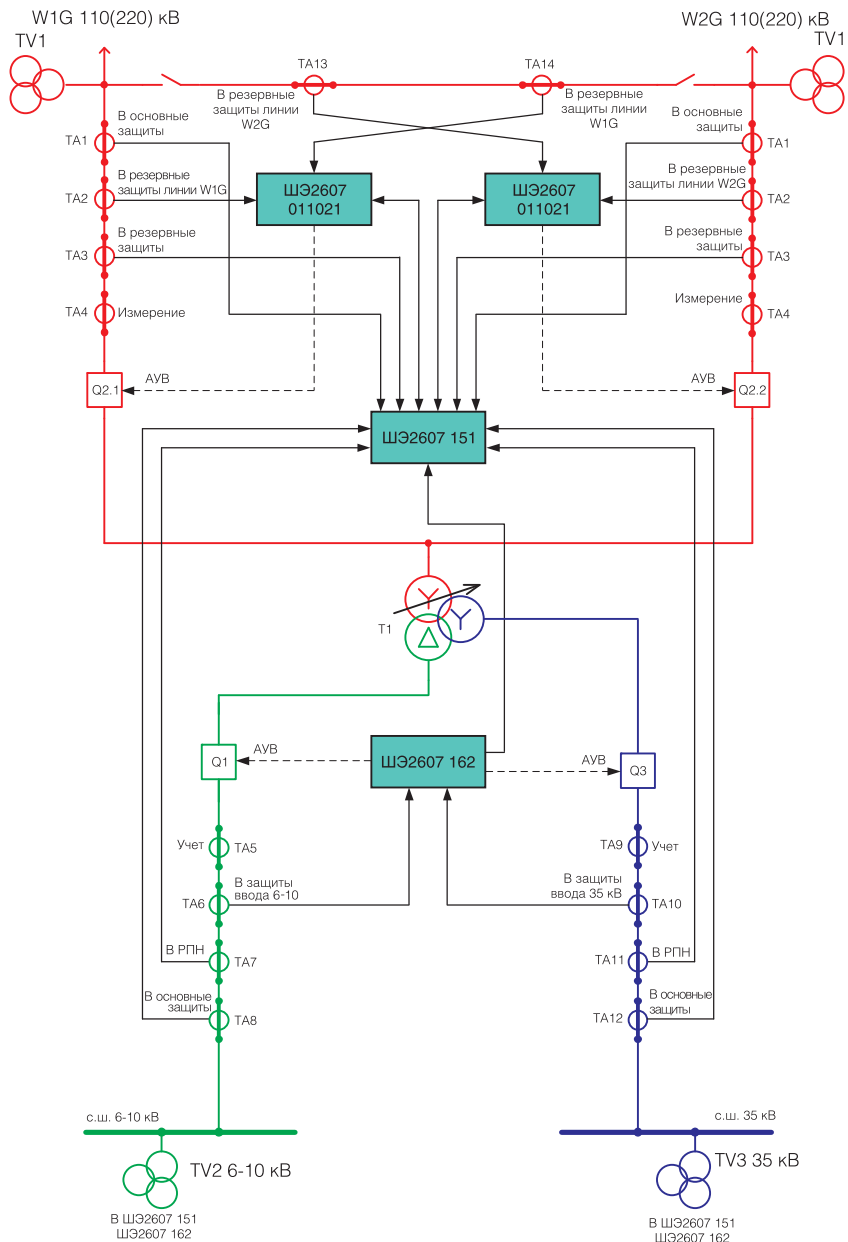 W1G 110(220) кВ
W2G 110(220) кВ
TV1
TV1
TA13
TA14
В резервные
защиты линии
W2G
В резервные
защиты линии
W1G
В основные
защиты
В основные
защиты
TA1
TA1
ШЭ2607
011021
ШЭ2607
011021
В резервные
защиты линии W1G
В резервные
защиты линии W2G
TA2
TA2
В резервные
защиты
В резервные
защиты
TA3
TA3
TA4
Измерение
Измерение
TA4
Q2.1
АУВ
АУВ
Q2.2
ШЭ2607 151
T1
Q1
АУВ
ШЭ2607 162
АУВ
Q3
Учет
TA5
TA9
Учет
В защиты
ввода 6-10
В защиты
ввода 35 кВ
TA6
TA10
В РПН
TA7
TA11
В РПН
В основные
защиты
В основные
защиты
TA8
TA12
с.ш. 6-10 кВ
с.ш. 35 кВ
TV2 6-10 кВ
TV3 35 кВ
В ШЭ2607 151
ШЭ2607 162
В ШЭ2607 151
ШЭ2607 162